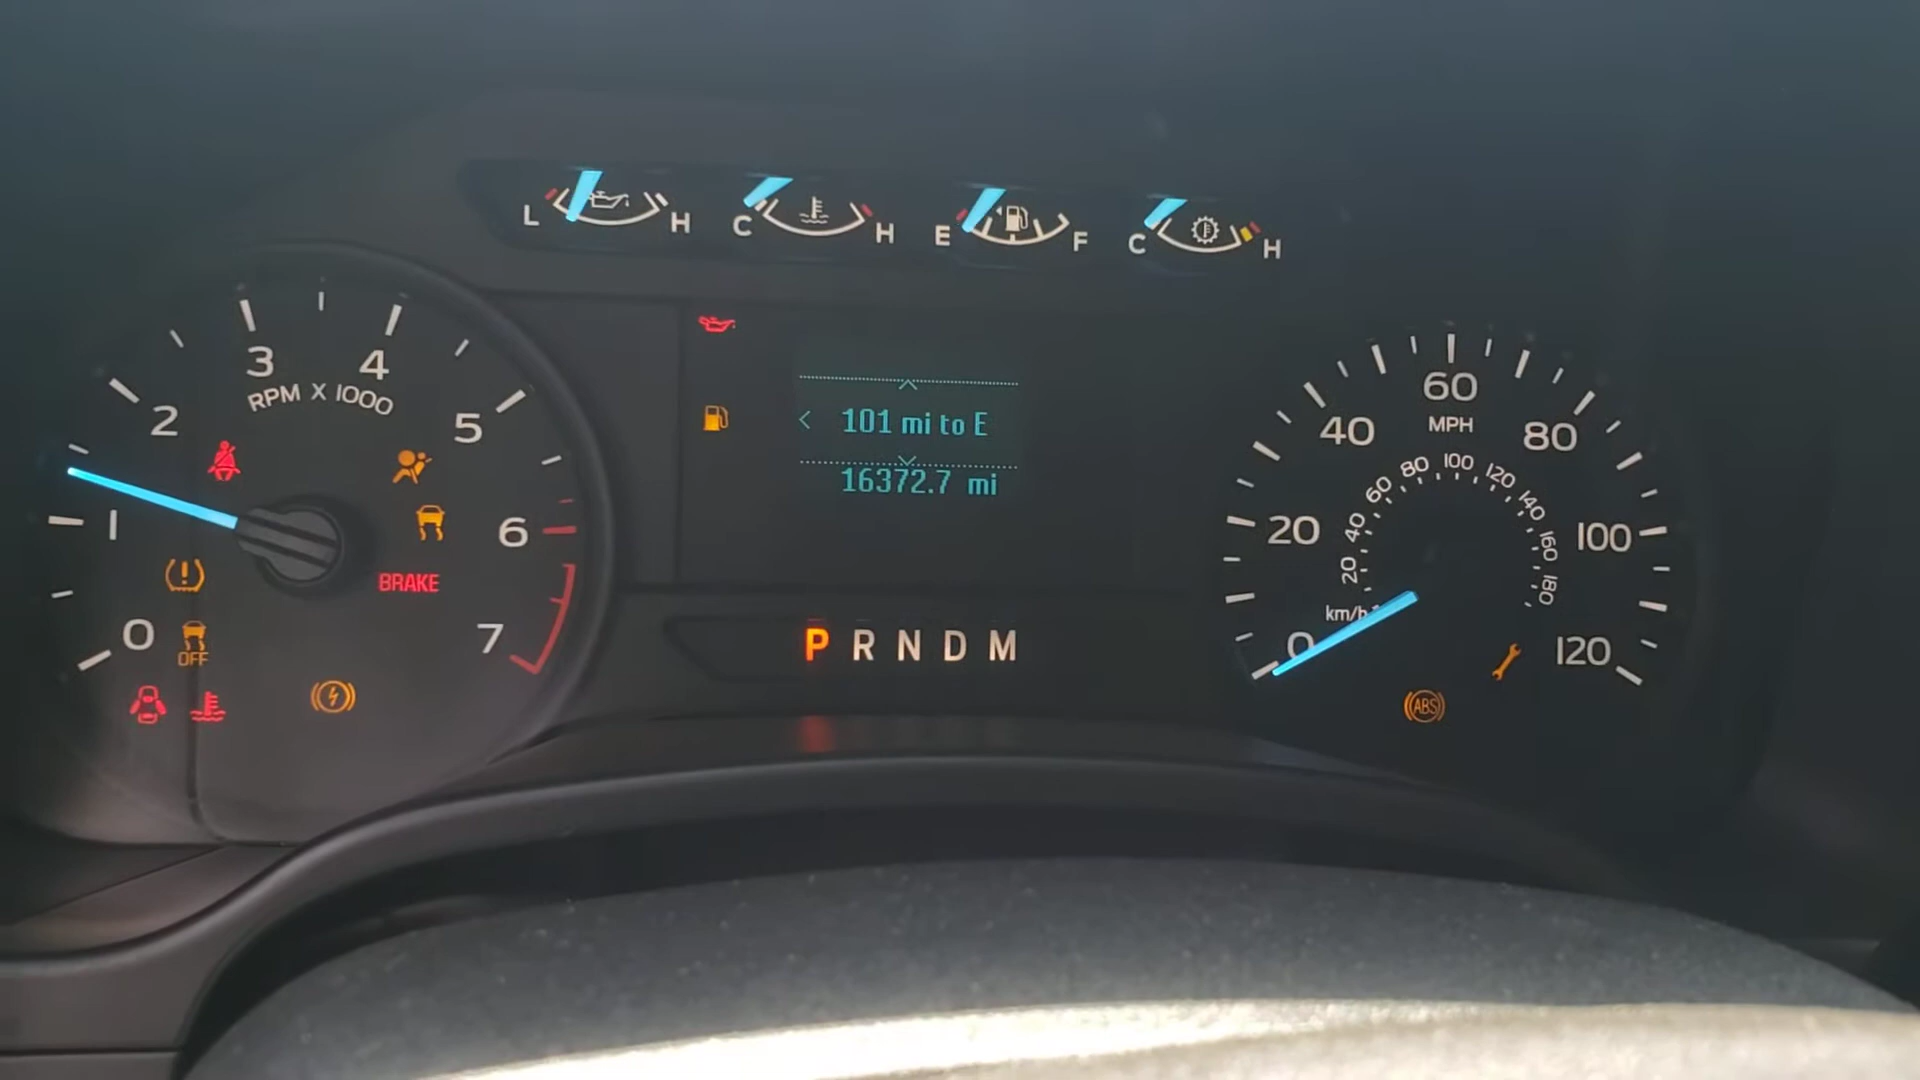 L H C H E F C H
3 4
RPM X 1000
2 5
1 6
0 7
BRAKE
OFF
101 mi to E
16372.7 mi
P R N D M
60
MPH
40 80
20 100
0 120
20 40 60 80 100 120 140 160 180
km/h
ABS